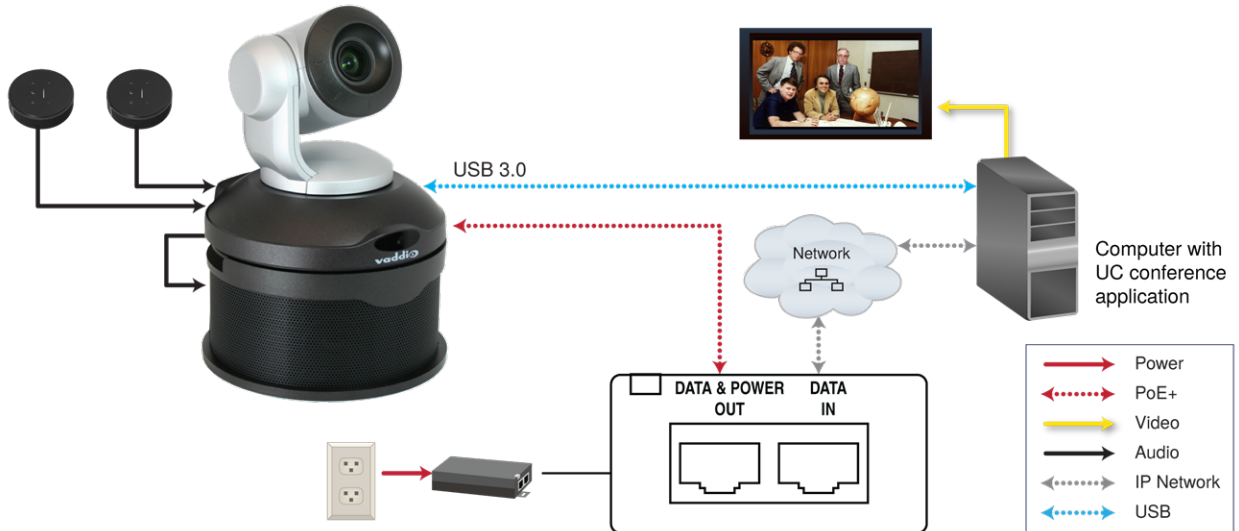 USB 3.0
vaddio
Network
Computer with
UC conference
application
DATA & POWER
OUT
DATA
IN
Power
PoE+
Video
Audio
IP Network
USB